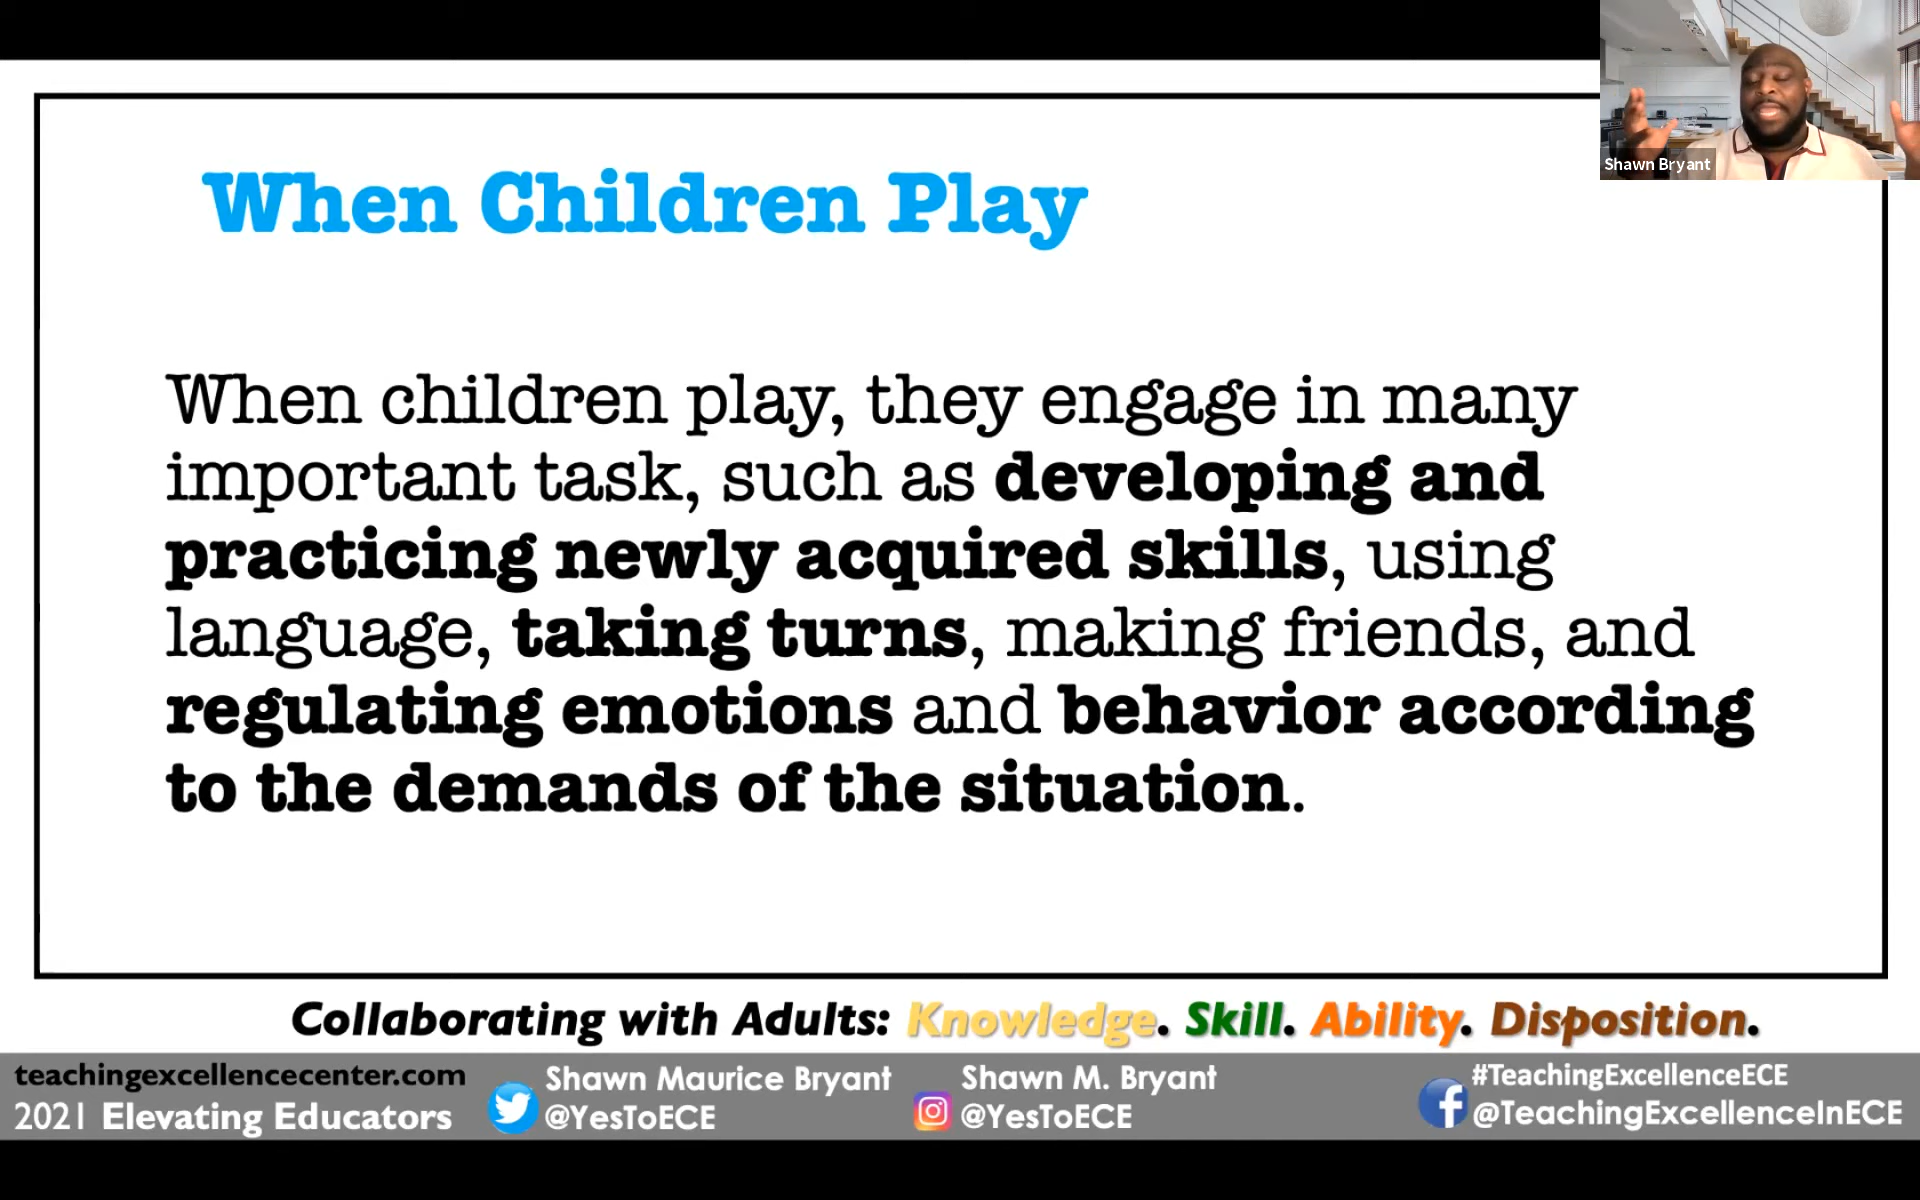 Shawn Bryant
When Children Play
When children play, they engage in many
important task, such as developing and
practicing newly acquired skills, using
language, taking turns, making friends, and
regulating emotions and behavior according
to the demands of the situation.
Collaborating with Adults: Knowledge. Skill. Ability. Disposition.
teachingexcellencecenter.com
2021 Elevating Educators
Shawn Maurice Bryant
@YesToECE
Shawn M. Bryant
@YesToECE
#TeachingExcellenceECE
@TeachingExcellenceInECE